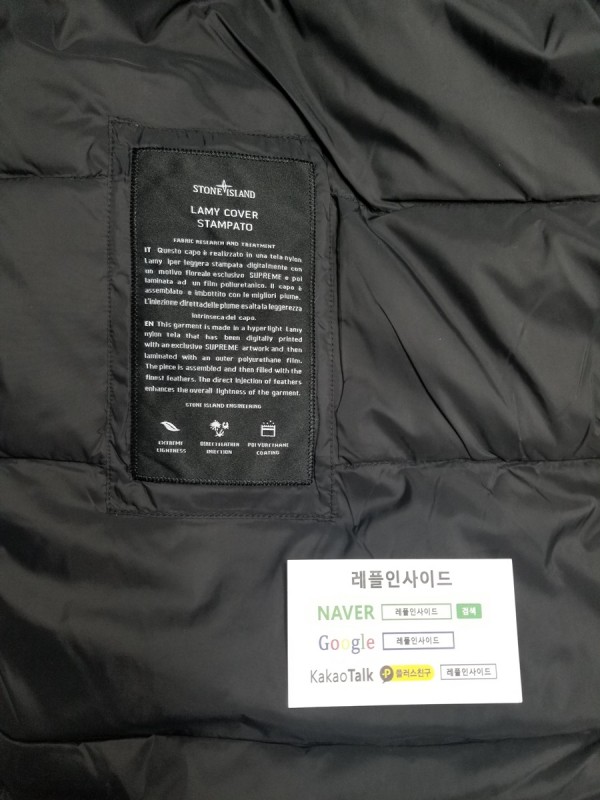 STONE ISLAND
LAMY COVER
STAMPATO
FABRIC RESEARCH AND TREATMENT
IT Questo capo è realizzato in una tela nylon
Lamy iper leggera stampato digitalmente con
un motivo floreale esclusivo SUPREME e poi
laminata ad un film poliuretanico. Il capo è
assemblato e imbottito con le migliori piume.
L'iniezione diretta delle piume esalta la leggerezza
intrinseca del capo.
EN This garment is made in a hyper light Lamy
nylon tela that has been digitally printed
with an exclusive SUPREME artwork and then
laminated with an outer polyurethane film.
The piece is assembled and then filled with the
finest feathers. The direct injection of feathers
enhances the overall lightness of the garment.
STONE ISLAND ENGINEERING
EXTREME
LIGHTNESS
DIRECT FEATHER
INJECTION
POLYURETHANE
COATING
레플인사이드
NAVER 레플인사이드 검색
Google 레플인사이드
KakaoTalk P 플러스친구 레플인사이드